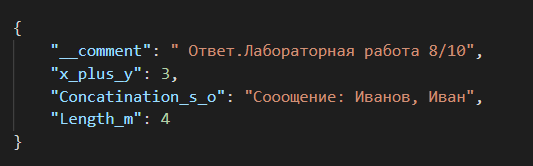 {
"__comment": " Ответ.Лабораторная работа 8/10",
"x_plus_y": 3,
"Concatination_s_o": "Сооощение: Иванов, Иван",
"Length_m": 4
}